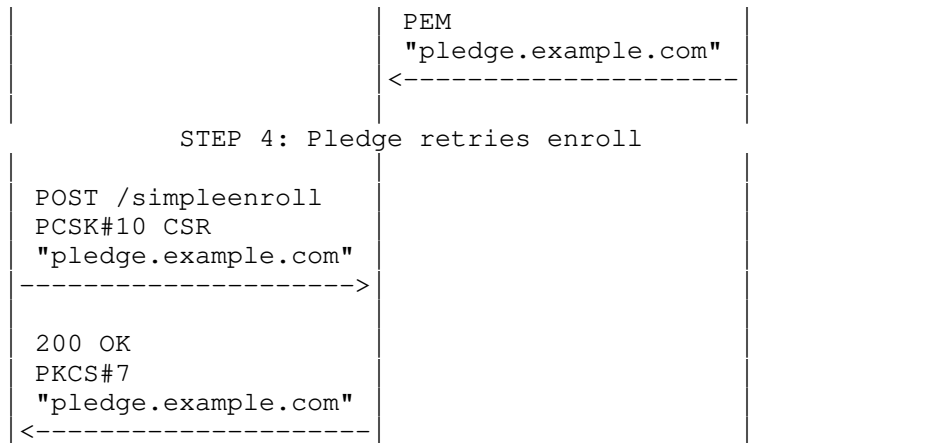 PEM
"pledge.example.com"
STEP 4: Pledge retries enroll
POST /simpleenroll
PCSK#10 CSR
"pledge.example.com"
200 OK
PKCS#7
"pledge.example.com"